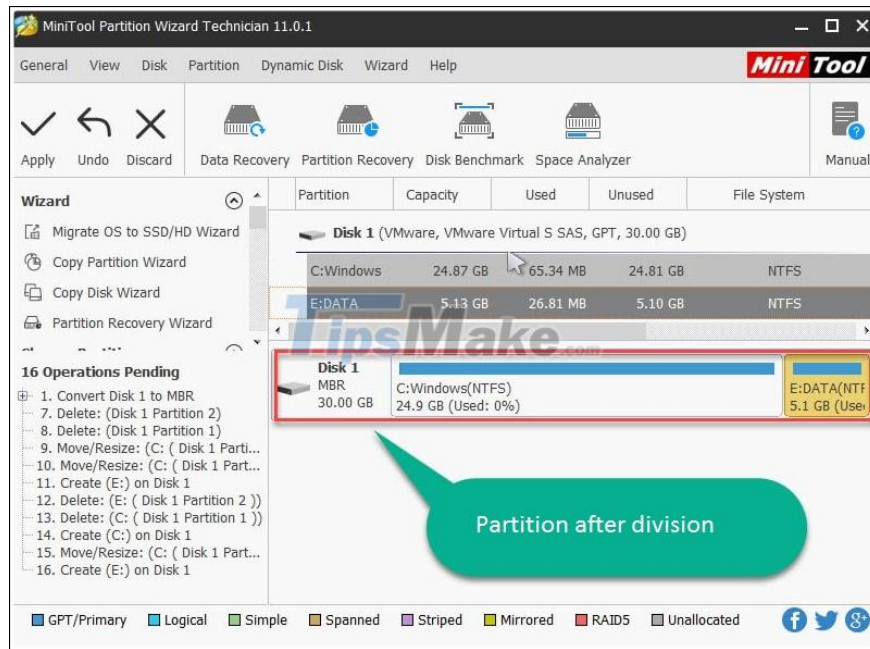 MiniTool Partition Wizard Technician 11.0.1
General View Disk Partition Dynamic Disk Wizard Help
Mini Tool
Apply Undo Discard Data Recovery Partition Recovery Disk Benchmark Space Analyzer Manual
Wizard
Partition Capacity Used Unused File System
Migrate OS to SSD/HD Wizard
Disk 1 (VMware, VMware Virtual S SAS, GPT, 30.00 GB)
Copy Partition Wizard
C:Windows 24.87 GB 65.34 MB 24.81 GB NTFS
Copy Disk Wizard
E:DATA 5.13 GB 26.81 MB 5.10 GB NTFS
Partition Recovery Wizard
TipsMake.com
16 Operations Pending
1. Convert Disk 1 to MBR
7. Delete: (Disk 1 Partition 2)
8. Delete: (Disk 1 Partition 1)
9. Move/Resize: (C: ( Disk 1 Parti...
10. Move/Resize: (C: ( Disk 1 Part...
11. Create (E:) on Disk 1
12. Delete: (E: ( Disk 1 Partition 2 ))
13. Delete: (C: ( Disk 1 Partition 1 ))
14. Create (C:) on Disk 1
15. Move/Resize: (C: ( Disk 1 Part...
16. Create (E:) on Disk 1
Disk 1
MBR
30.00 GB
C:Windows(NTFS)
24.9 GB (Used: 0%)
E:DATA(NTF
5.1 GB (Use
Partition after division
GPT/Primary Logical Simple Spanned Striped Mirrored RAID5 Unallocated